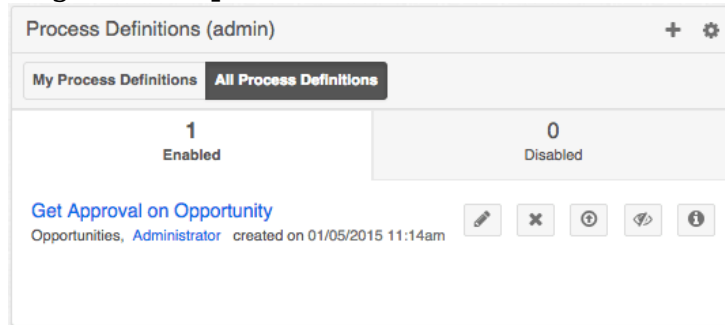 Process Definitions (admin)
My Process Definitions All Process Definitions
1
Enabled
0
Disabled
Get Approval on Opportunity
Opportunities, Administrator created on 01/05/2015 11:14am